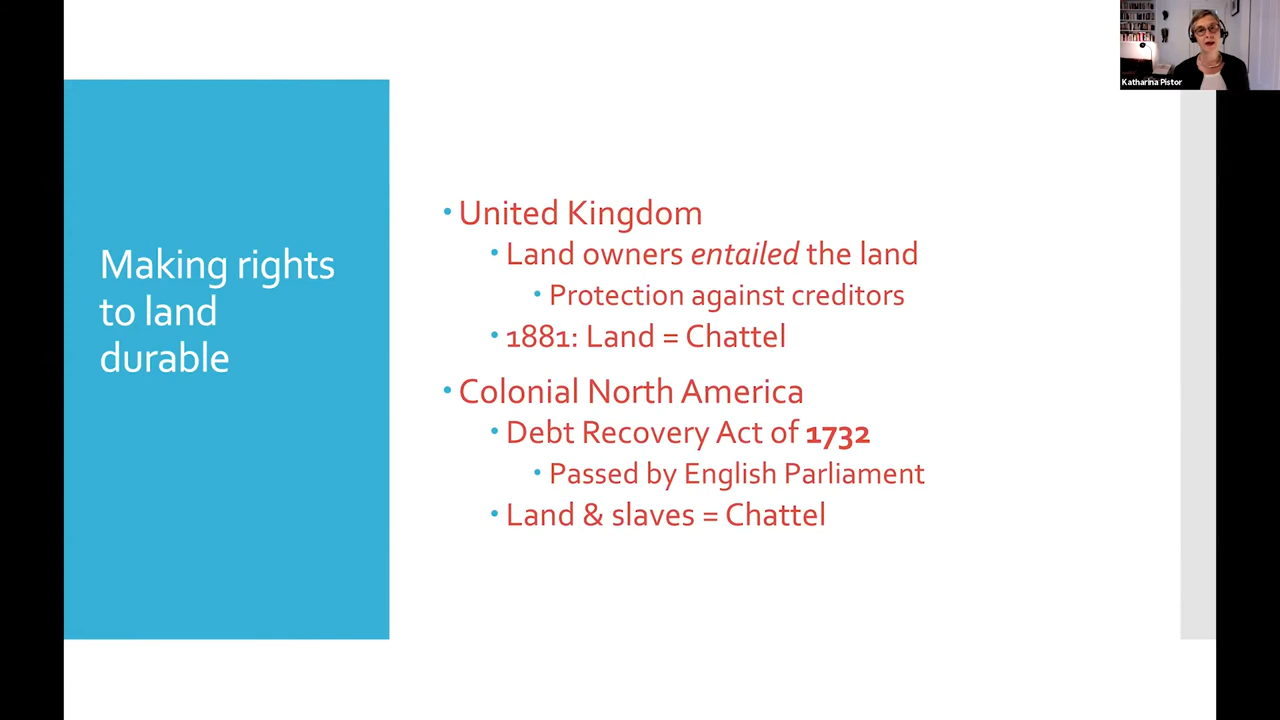 Katharina Pistor
Making rights
to land
durable
• United Kingdom
• Land owners entailed the land
• Protection against creditors
• 1881: Land = Chattel
• Colonial North America
• Debt Recovery Act of 1732
• Passed by English Parliament
• Land & slaves = Chattel